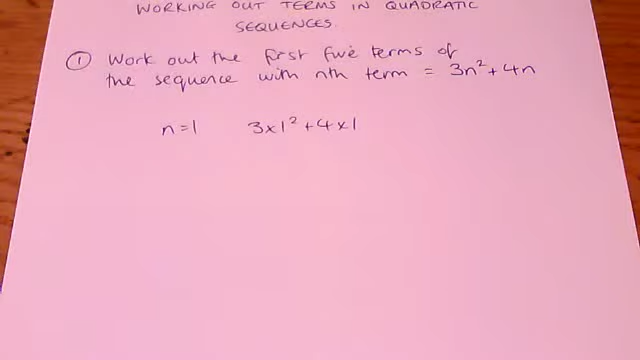 WORKING OUT TERMS IN QUADRATIC
SEQUENCES.
① Work out the first five terms of
the sequence with nth term = 3n² + 4n
n = 1 3 x 1² + 4 x 1